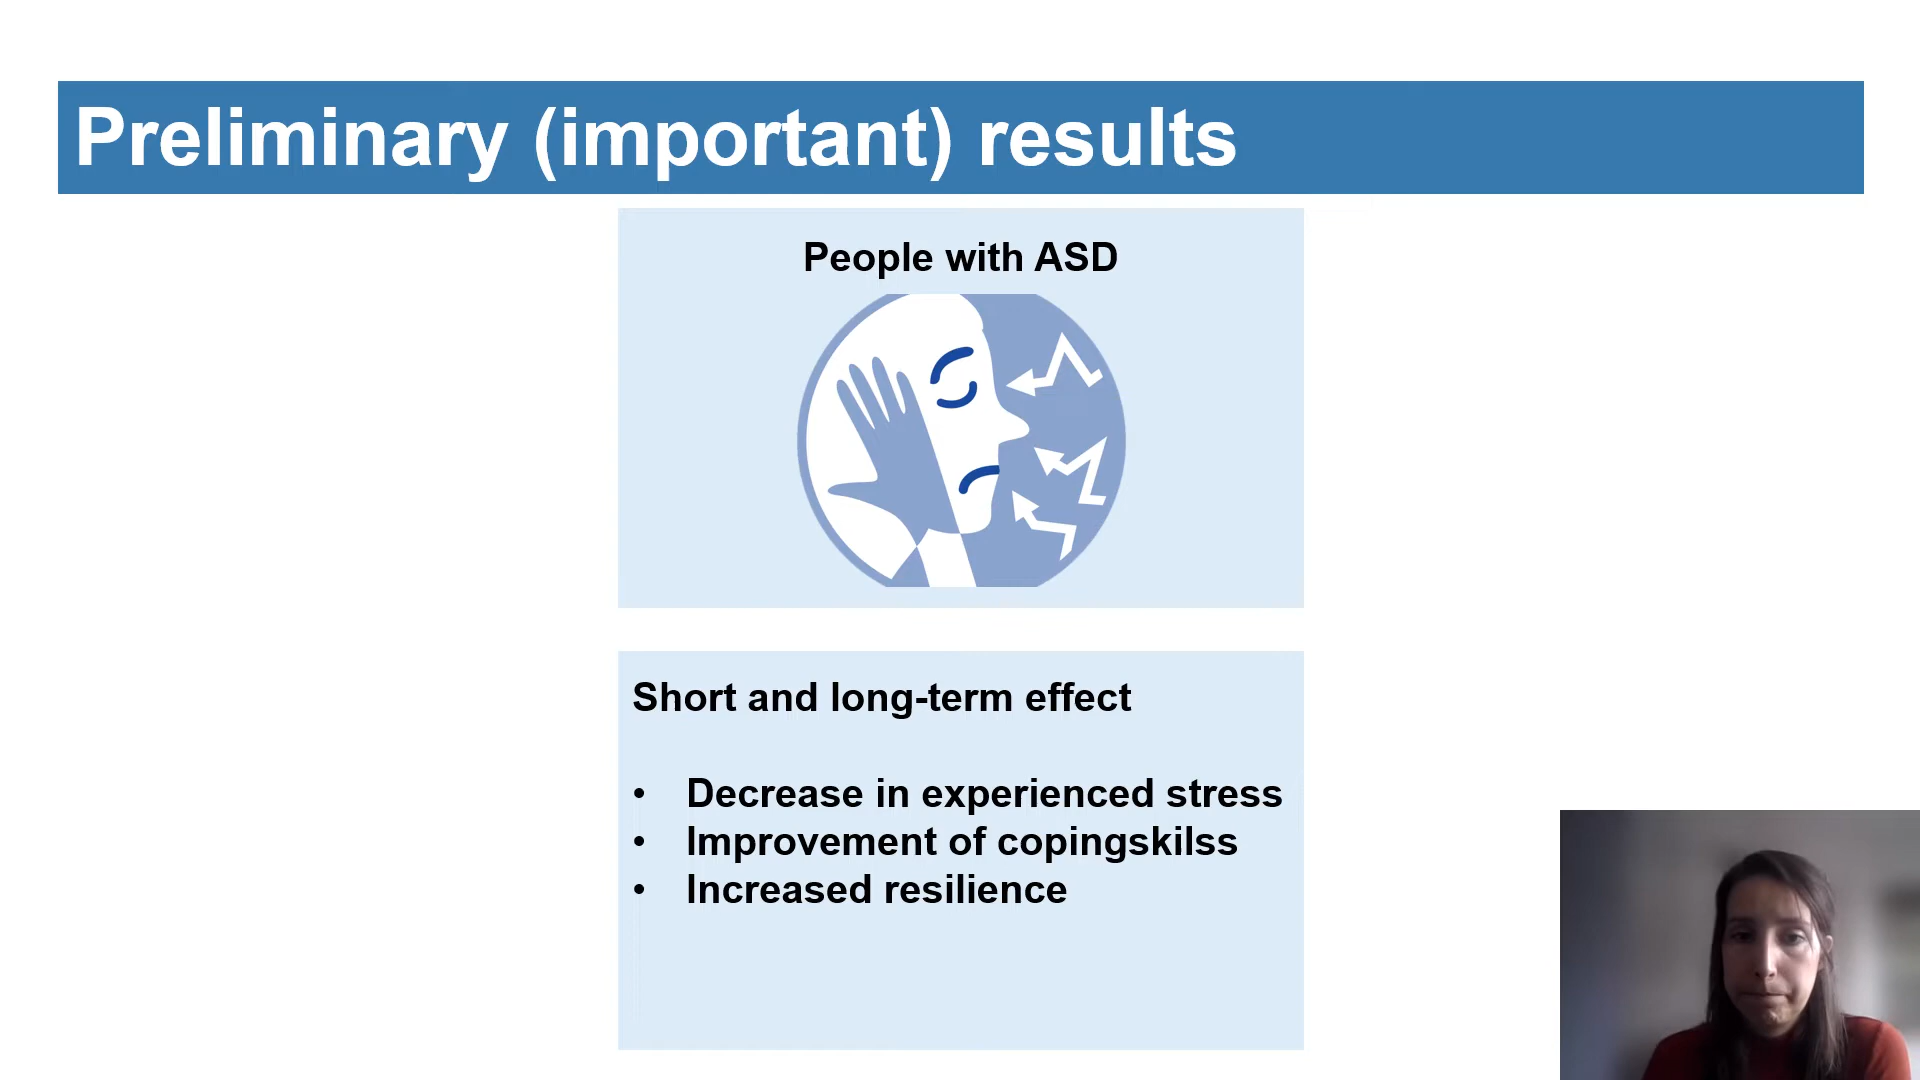 Preliminary (important) results
People with ASD
Short and long-term effect
• Decrease in experienced stress
• Improvement of copingskilss
• Increased resilience